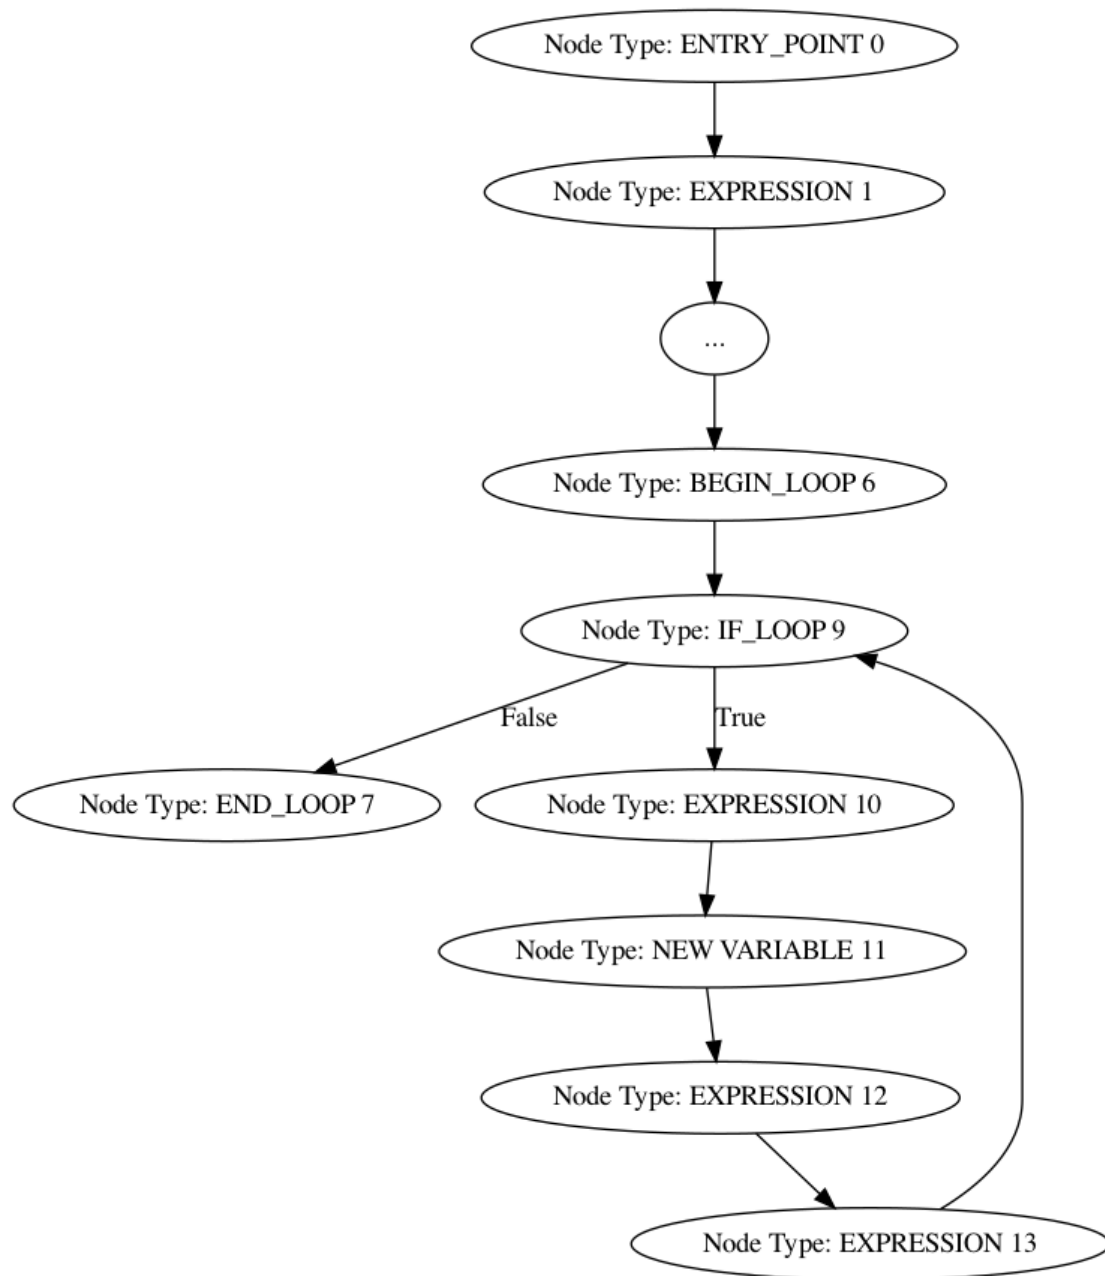 Node Type: ENTRY_POINT 0
Node Type: EXPRESSION 1
...
Node Type: BEGIN_LOOP 6
Node Type: IF_LOOP 9
False
True
Node Type: END_LOOP 7
Node Type: EXPRESSION 10
Node Type: NEW VARIABLE 11
Node Type: EXPRESSION 12
Node Type: EXPRESSION 13